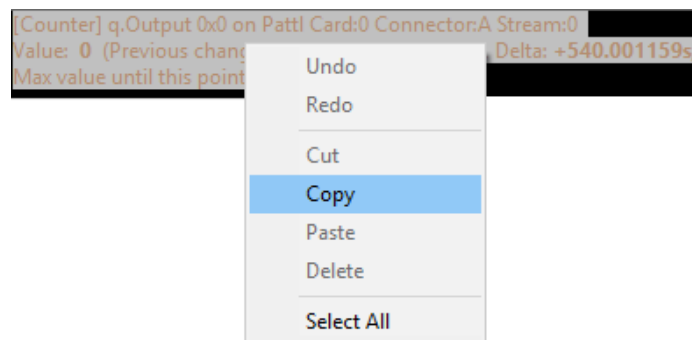 [Counter] q.Output 0x0 on Pattl Card:0 Connector:A Stream:0
Value: 0 (Previous chang Delta: +540.001159s
Max value until this point
Undo
Redo
Cut
Copy
Paste
Delete
Select All